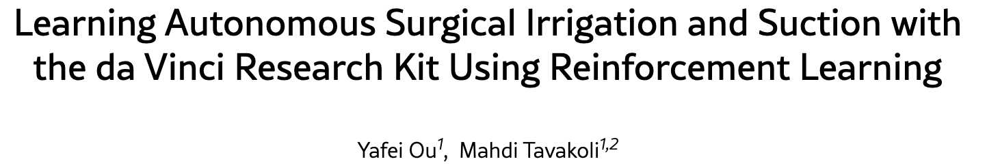 Learning Autonomous Surgical Irrigation and Suction with
the da Vinci Research Kit Using Reinforcement Learning
Yafei Ou¹, Mahdi Tavakoli¹,²